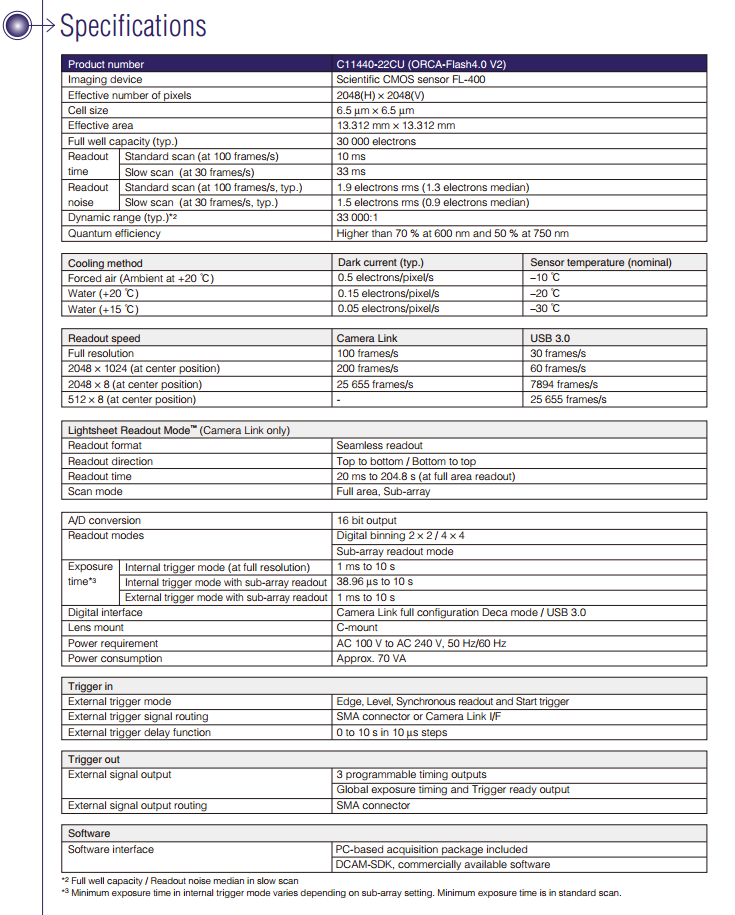 Specifications
Product number C11440-22CU (ORCA-Flash4.0 V2)
Imaging device Scientific CMOS sensor FL-400
Effective number of pixels 2048(H) × 2048(V)
Cell size 6.5 μm × 6.5 μm
Effective area 13.312 mm × 13.312 mm
Full well capacity (typ.) 30 000 electrons
Readout time Standard scan (at 100 frames/s) 10 ms
Slow scan (at 30 frames/s) 33 ms
Readout noise Standard scan (at 100 frames/s, typ.) 1.9 electrons rms (1.3 electrons median)
Slow scan (at 30 frames/s, typ.) 1.5 electrons rms (0.9 electrons median)
Dynamic range (typ.)*2 33 000:1
Quantum efficiency Higher than 70 % at 600 nm and 50 % at 750 nm
Cooling method Dark current (typ.) Sensor temperature (nominal)
Forced air (Ambient at +20 ℃) 0.5 electrons/pixel/s −10 ℃
Water (+20 ℃) 0.15 electrons/pixel/s −20 ℃
Water (+15 ℃) 0.05 electrons/pixel/s −30 ℃
Readout speed Camera Link USB 3.0
Full resolution 100 frames/s 30 frames/s
2048 × 1024 (at center position) 200 frames/s 60 frames/s
2048 × 8 (at center position) 25 655 frames/s 7894 frames/s
512 × 8 (at center position) - 25 655 frames/s
Lightsheet Readout Mode™ (Camera Link only)
Readout format Seamless readout
Readout direction Top to bottom / Bottom to top
Readout time 20 ms to 204.8 s (at full area readout)
Scan mode Full area, Sub-array
A/D conversion 16 bit output
Readout modes Digital binning 2 × 2 / 4 × 4
Sub-array readout mode
Exposure time*3 Internal trigger mode (at full resolution) 1 ms to 10 s
Internal trigger mode with sub-array readout 38.96 μs to 10 s
External trigger mode with sub-array readout 1 ms to 10 s
Digital interface Camera Link full configuration Deca mode / USB 3.0
Lens mount C-mount
Power requirement AC 100 V to AC 240 V, 50 Hz/60 Hz
Power consumption Approx. 70 VA
Trigger in
External trigger mode Edge, Level, Synchronous readout and Start trigger
External trigger signal routing SMA connector or Camera Link I/F
External trigger delay function 0 to 10 s in 10 μs steps
Trigger out
External signal output 3 programmable timing outputs
Global exposure timing and Trigger ready output
External signal output routing SMA connector
Software
Software interface PC-based acquisition package included
DCAM-SDK, commercially available software
*2 Full well capacity / Readout noise median in slow scan
*3 Minimum exposure time in internal trigger mode varies depending on sub-array setting. Minimum exposure time is in standard scan.